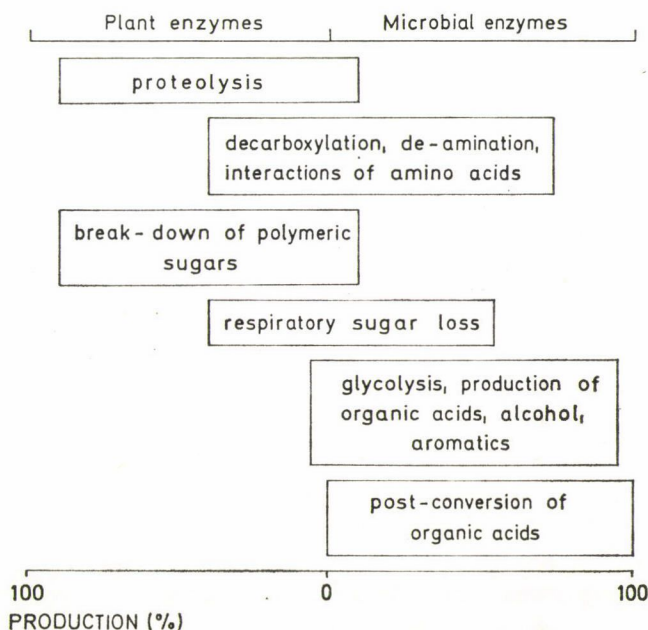 Plant enzymes Microbial enzymes
proteolysis
decarboxylation, de-amination,
interactions of amino acids
break-down of polymeric
sugars
respiratory sugar loss
glycolysis, production of
organic acids, alcohol,
aromatics
post-conversion of
organic acids
100 0 100
PRODUCTION (%)